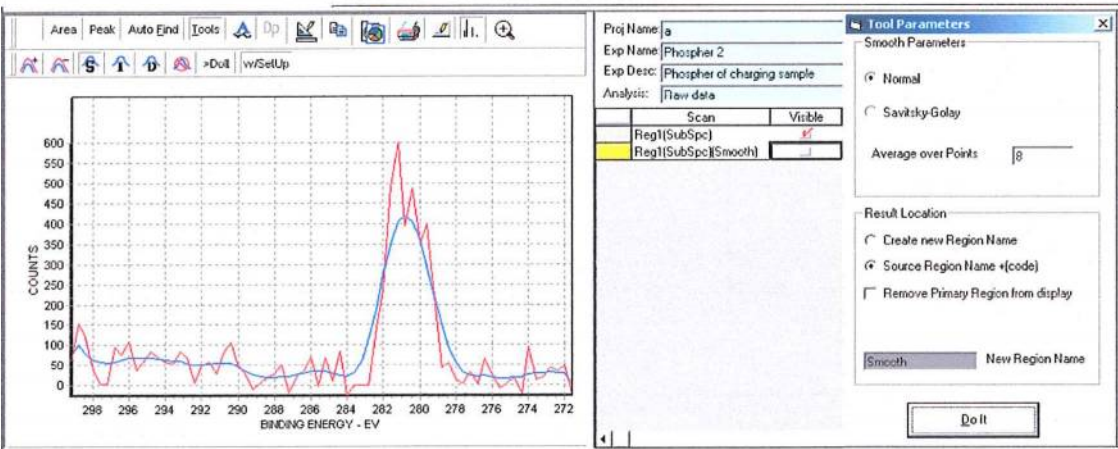 Area Peak Auto Find Tools A Dp
S I D >Doll w/SetUp
600
550
500
450
400
350
300
250
200
150
100
50
0
COUNTS
298 296 294 292 290 288 286 284 282 280 278 276 274 272
BINDING ENERGY - EV
Proj Name a
Exp Name Phospher 2
Exp Desc: Phospher of charging sample
Analysis: Raw data
Scan Visible
Reg1(SubSpc)
Reg1(SubSpc)(Smooth)
Tool Parameters
Smooth Parameters
Normal
Savitsky-Golay
Average over Points 8
Result Location
Create new Region Name
Source Region Name +(code)
Remove Primary Region from display
Smooth New Region Name
Do It